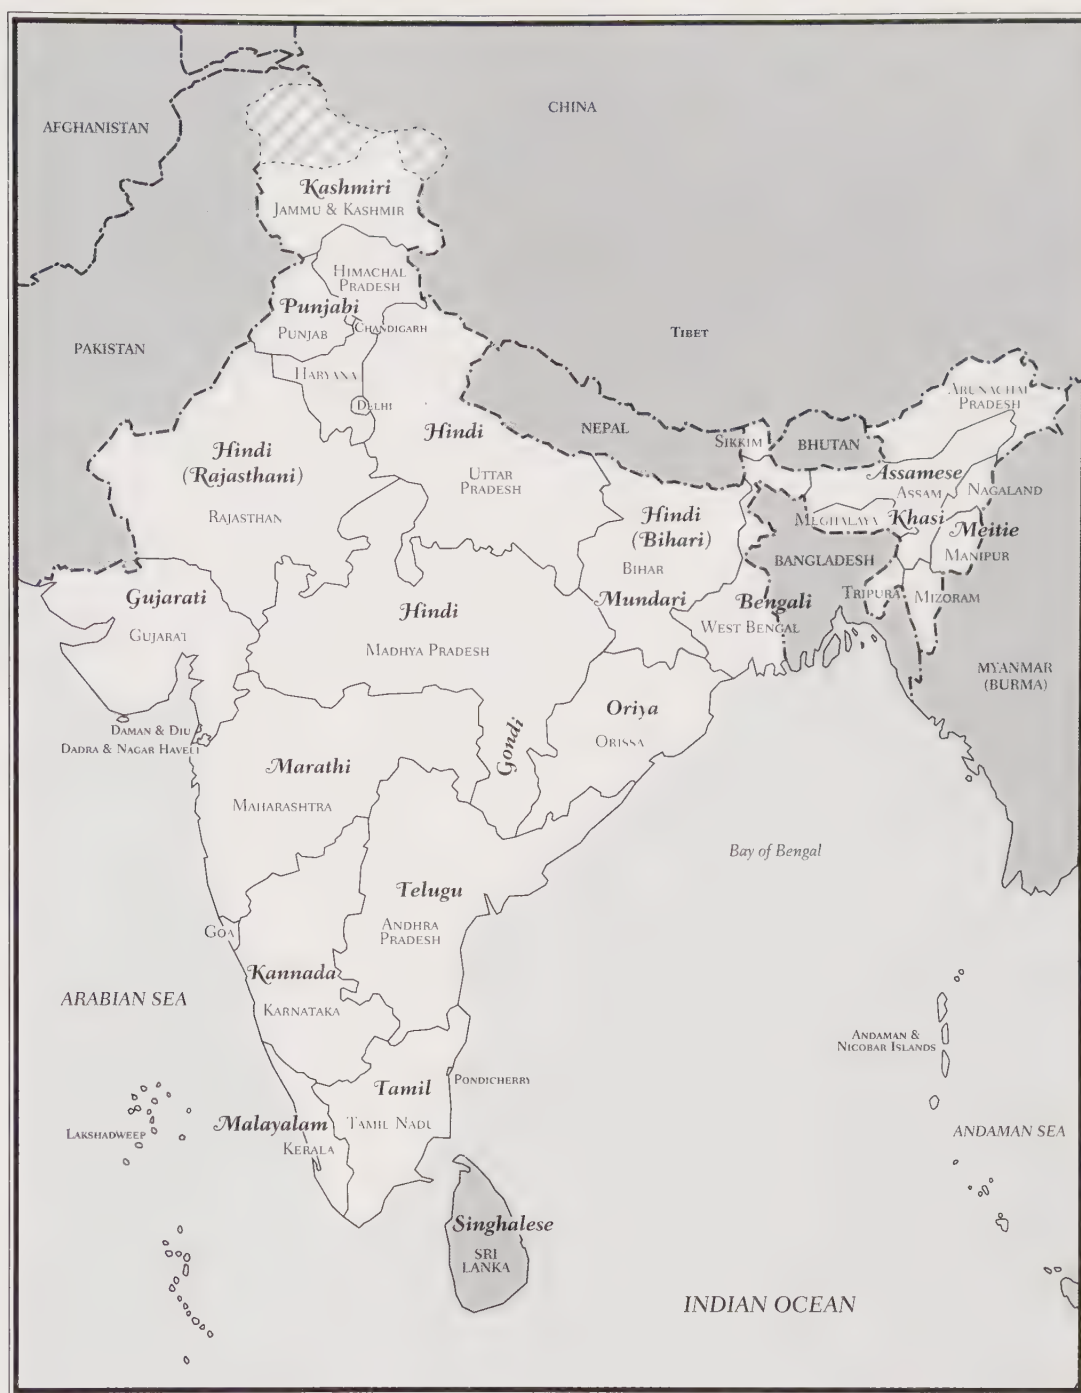 CHINA
AFGHANISTAN
Kashmiri
JAMMU & KASHMIR
HIMACHAL
PRADESH
Punjabi
PUNJAB
CHANDIGARH
TIBET
PAKISTAN
HARYANA
DELHI
ARUNACHAL
PRADESH
NEPAL
SIKKIM
BHUTAN
Hindi
Hindi
(Rajasthani)
UTTAR
PRADESH
RAJASTHAN
Assamese
ASSAM
NAGALAND
Hindi
(Bihari)
BIHAR
MEGHALAYA
Khasi
Meitie
MANIPUR
BANGLADESH
Gujarati
GUJARAT
Hindi
MADHYA PRADESH
Mundari
Bengali
WEST BENGAL
TRIPURA
MIZORAM
MYANMAR
(BURMA)
Oriya
ORISSA
DAMAN & DIU
DADRA & NAGAR HAVELI
Gondi
Marathi
MAHARASHTRA
Bay of Bengal
Telugu
ANDHRA
PRADESH
GOA
Kannada
KARNATAKA
ARABIAN SEA
ANDAMAN &
NICOBAR ISLANDS
PONDICHERRY
Tamil
TAMIL NADU
Malayalam
KERALA
LAKSHADWEEP
ANDAMAN SEA
Singhalese
SRI
LANKA
INDIAN OCEAN